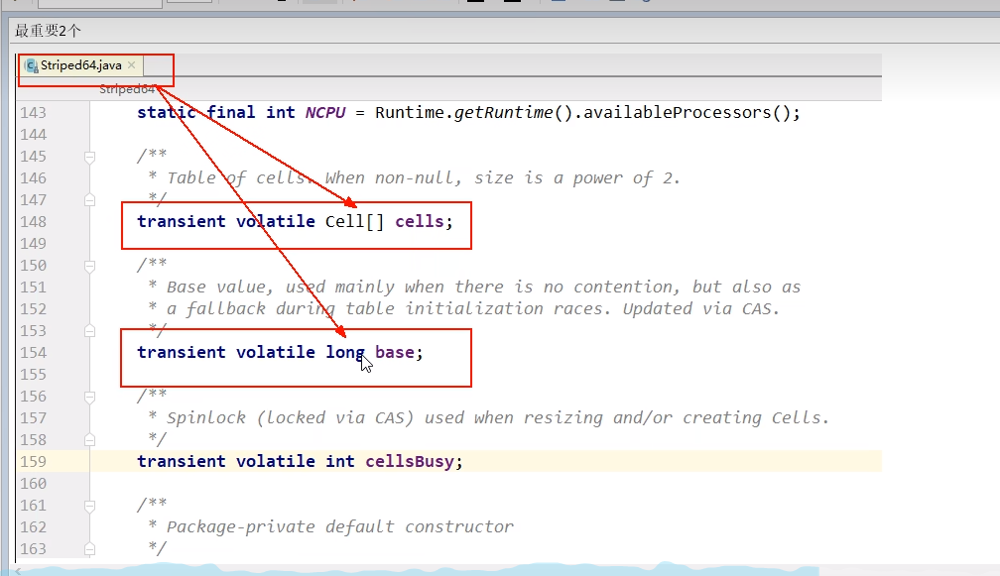 最重要2个
Striped64.java
Striped64
143 static final int NCPU = Runtime.getRuntime().availableProcessors();
144
145 /**
146 * Table of cells. When non-null, size is a power of 2.
147 */
148 transient volatile Cell[] cells;
149
150 /**
151 * Base value, used mainly when there is no contention, but also as
152 * a fallback during table initialization races. Updated via CAS.
153 */
154 transient volatile long base;
155
156 /**
157 * Spinlock (locked via CAS) used when resizing and/or creating Cells.
158 */
159 transient volatile int cellsBusy;
160
161 /**
162 * Package-private default constructor
163 */